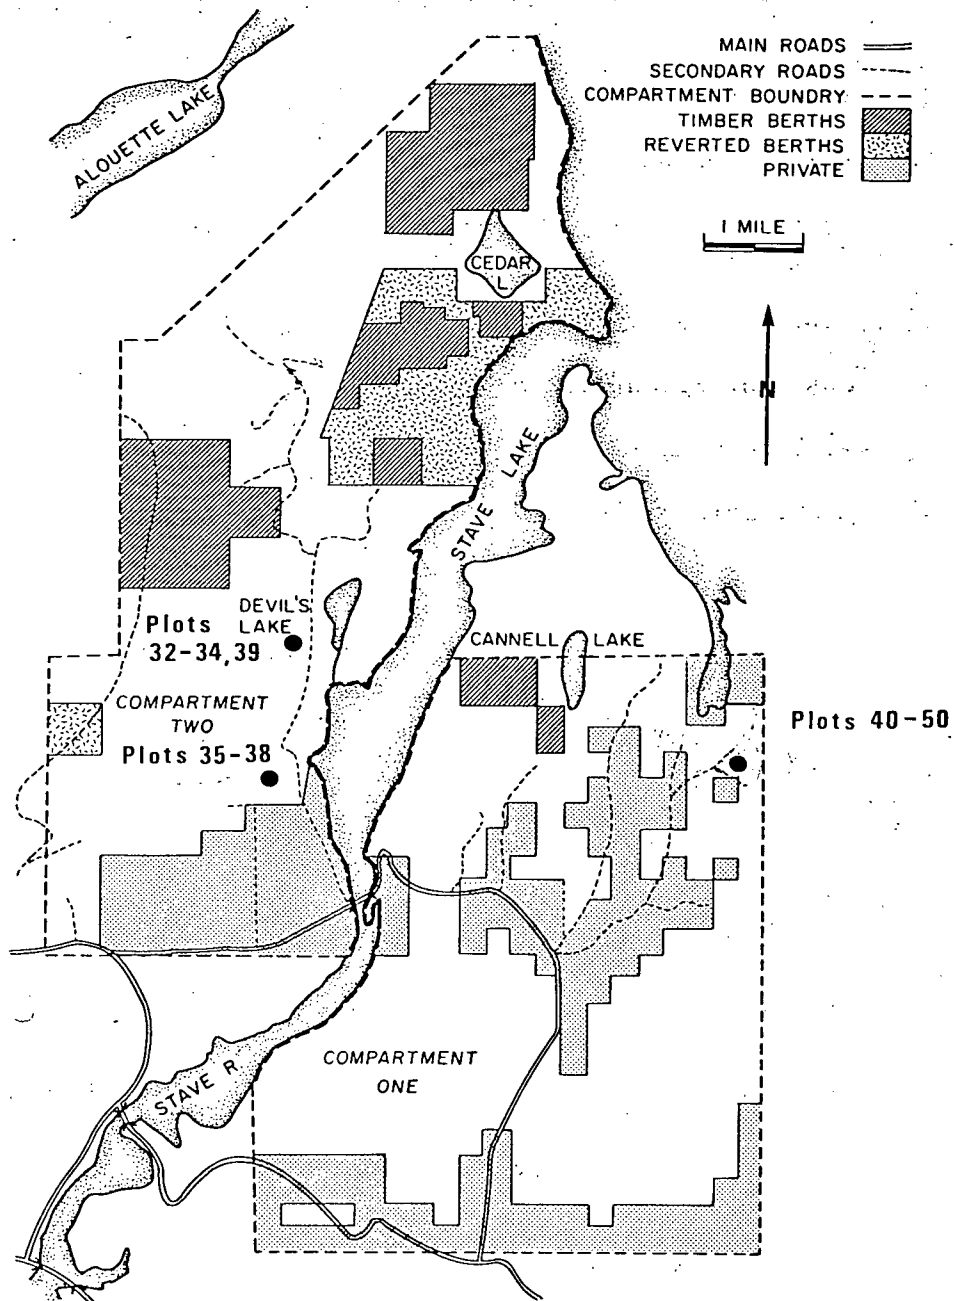 MAIN ROADS
SECONDARY ROADS
COMPARTMENT BOUNDRY
TIMBER BERTHS
REVERTED BERTHS
PRIVATE
1 MILE
ALOUETTE LAKE
CEDAR
L.
N
STAVE LAKE
DEVIL'S
LAKE
Plots
32-34,39
CANNELL LAKE
COMPARTMENT
TWO
Plots 35-38
Plots 40-50
COMPARTMENT
ONE
STAVE R